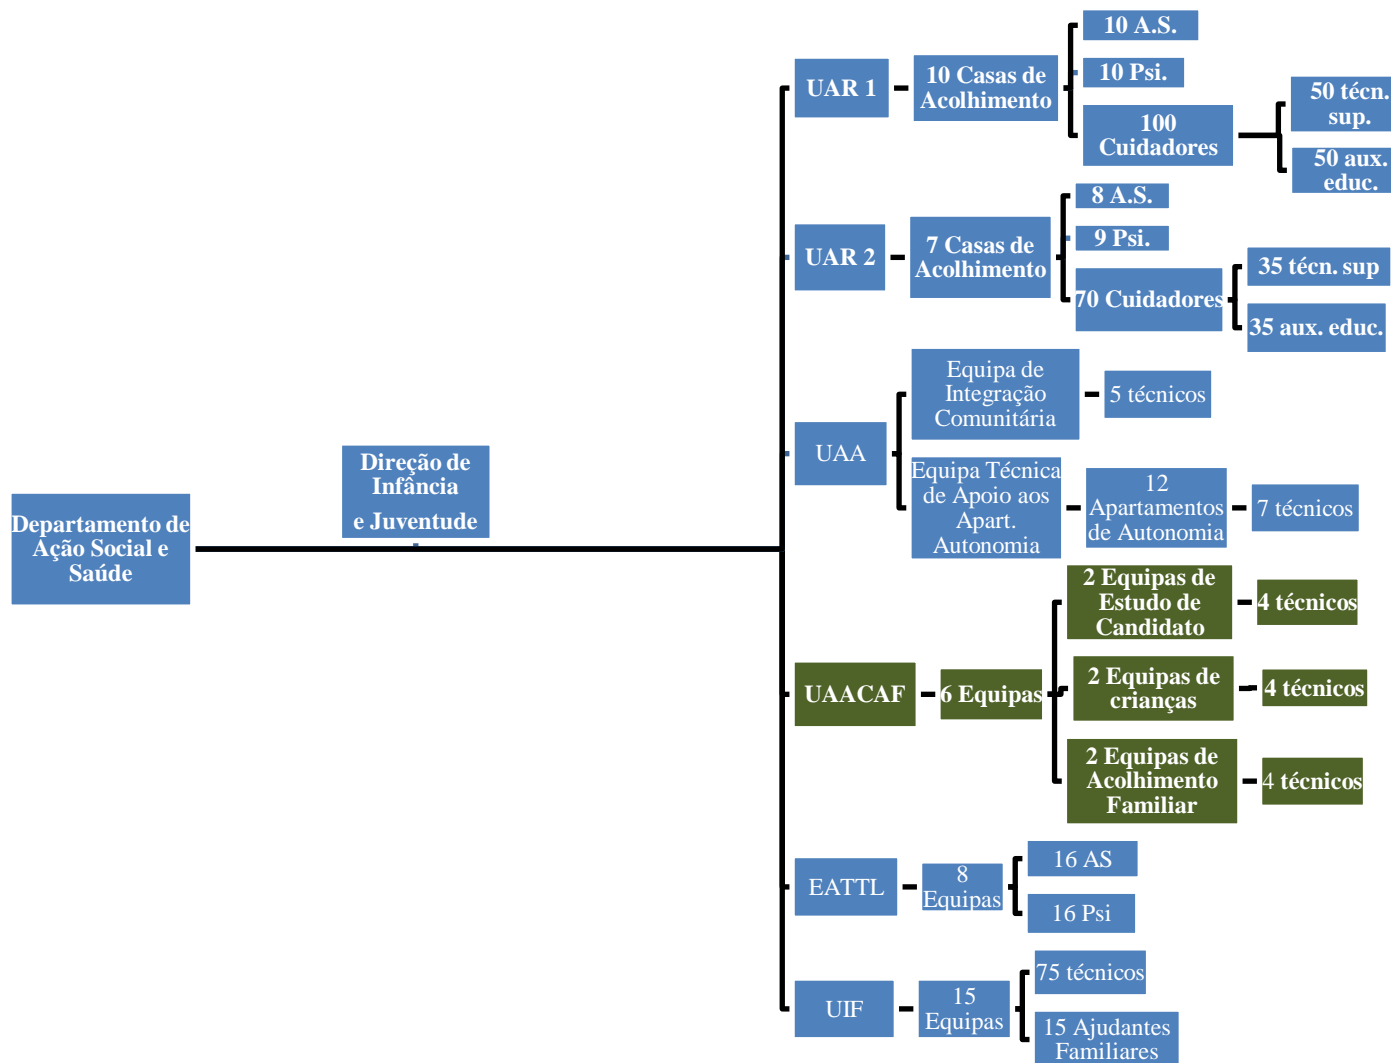 Departamento de
Ação Social e
Saúde
Direção de
Infância
e Juventude
UAR 1
10 Casas de
Acolhimento
10 A.S.
10 Psi.
100
Cuidadores
50 técn.
sup.
50 aux.
educ.
UAR 2
7 Casas de
Acolhimento
8 A.S.
9 Psi.
70 Cuidadores
35 técn. sup
35 aux. educ.
UAA
Equipa de
Integração
Comunitária
5 técnicos
Equipa Técnica
de Apoio aos
Apart.
Autonomia
12
Apartamentos
de Autonomia
7 técnicos
UAACAF
6 Equipas
2 Equipas de
Estudo de
Candidato
4 técnicos
2 Equipas de
crianças
4 técnicos
2 Equipas de
Acolhimento
Familiar
4 técnicos
EATTL
8
Equipas
16 AS
16 Psi
UIF
15
Equipas
75 técnicos
15 Ajudantes
Familiares